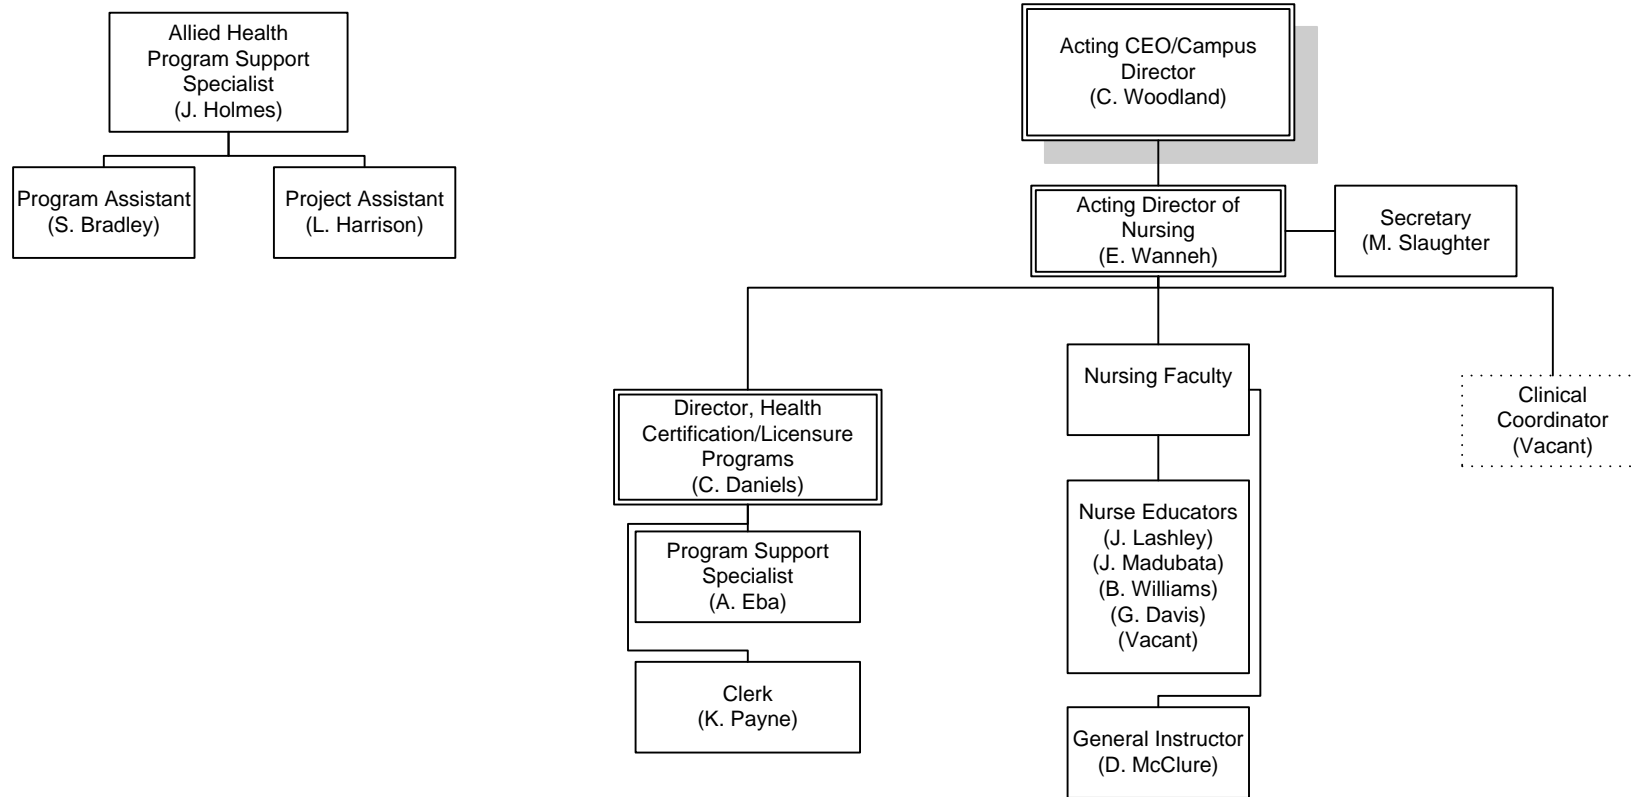 Allied Health
Program Support
Specialist
(J. Holmes)
Program Assistant
(S. Bradley)
Project Assistant
(L. Harrison)
Acting CEO/Campus
Director
(C. Woodland)
Acting Director of
Nursing
(E. Wanneh)
Secretary
(M. Slaughter
Director, Health
Certification/Licensure
Programs
(C. Daniels)
Program Support
Specialist
(A. Eba)
Clerk
(K. Payne)
Nursing Faculty
Nurse Educators
(J. Lashley)
(J. Madubata)
(B. Williams)
(G. Davis)
(Vacant)
General Instructor
(D. McClure)
Clinical
Coordinator
(Vacant)